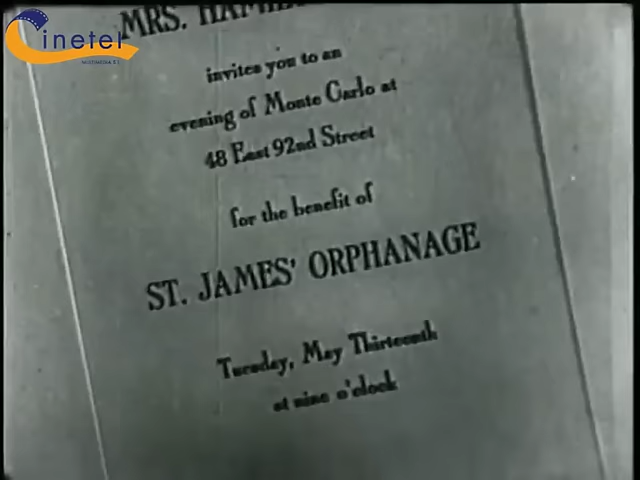 Cinetel
MULTIMEDIA S.L.
MRS.
invites you to an
evening of Monte Carlo at
48 East 92nd Street
for the benefit of
ST. JAMES' ORPHANAGE
Tuesday, May Thirteenth
at nine o'clock